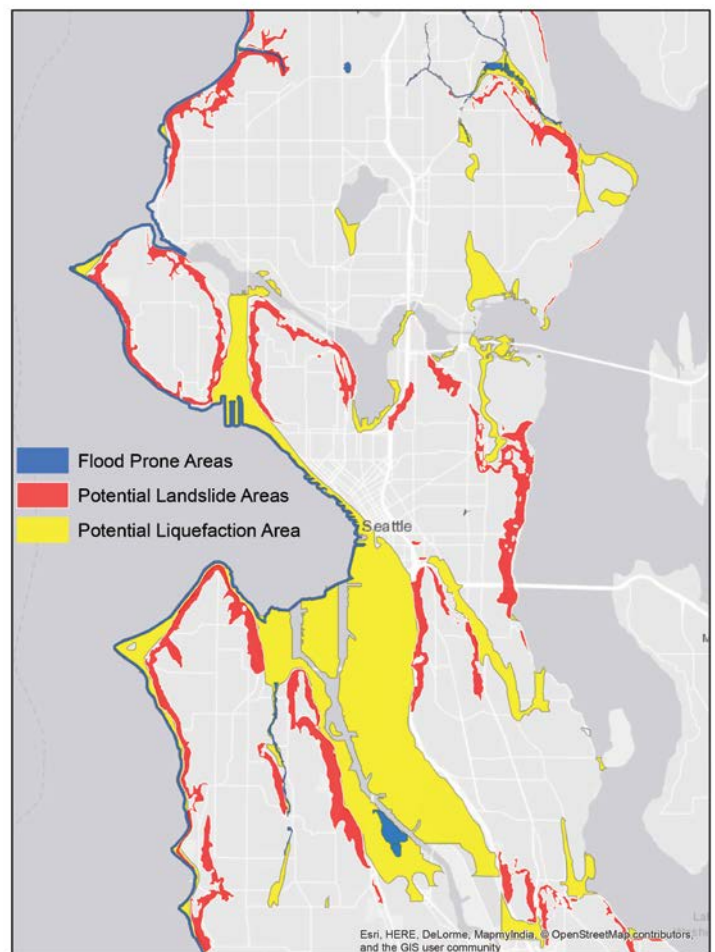 Flood Prone Areas
Potential Landslide Areas
Potential Liquefaction Area
Seattle
M
La
Esri, HERE, DeLorme, MapmyIndia, © OpenStreetMap contributors,
and the GIS user community